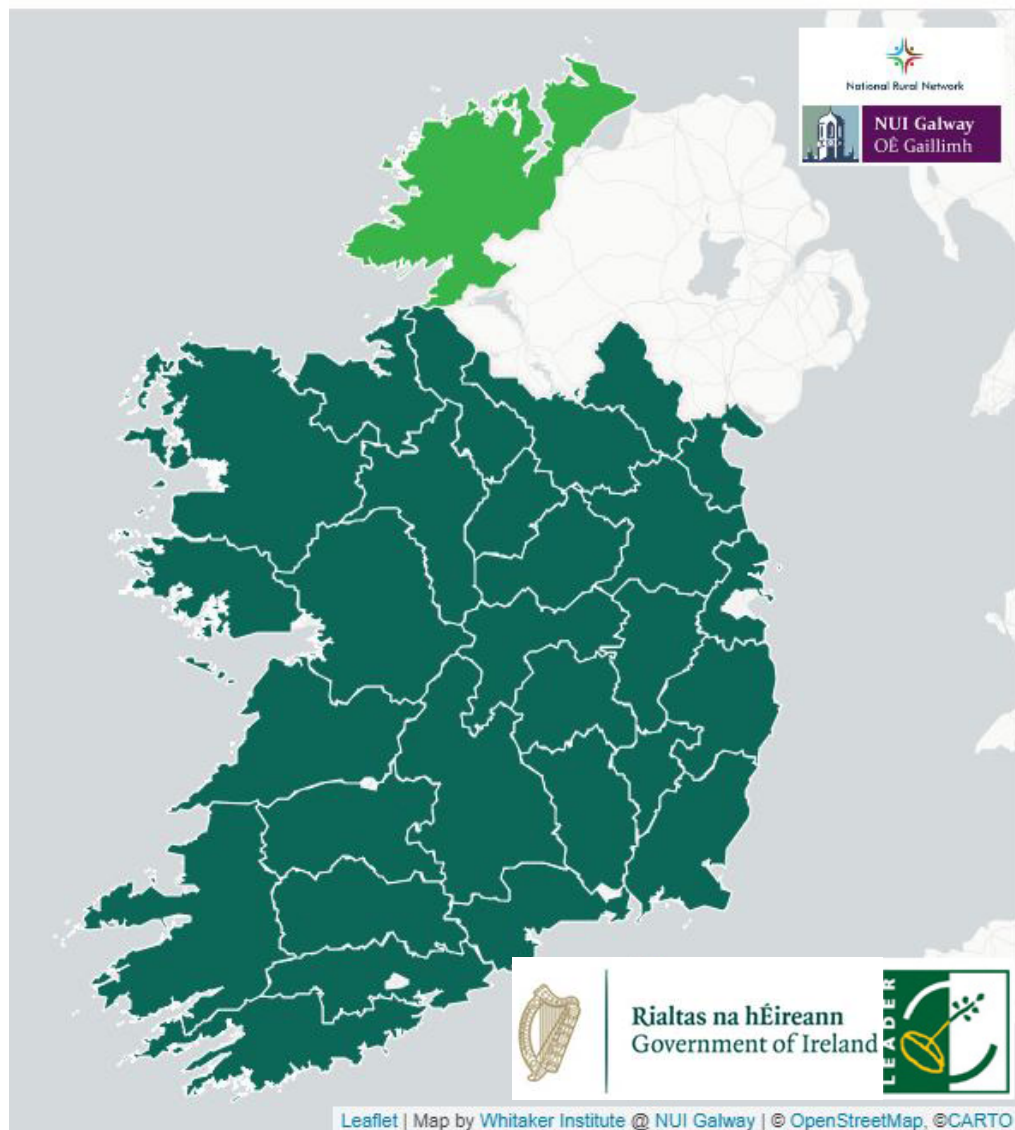 National Rural Network
NUI Galway
OÉ Gaillimh
Rialtas na hÉireann
Government of Ireland
LEADER
Leaflet | Map by Whitaker Institute @ NUI Galway | © OpenStreetMap, ©CARTO